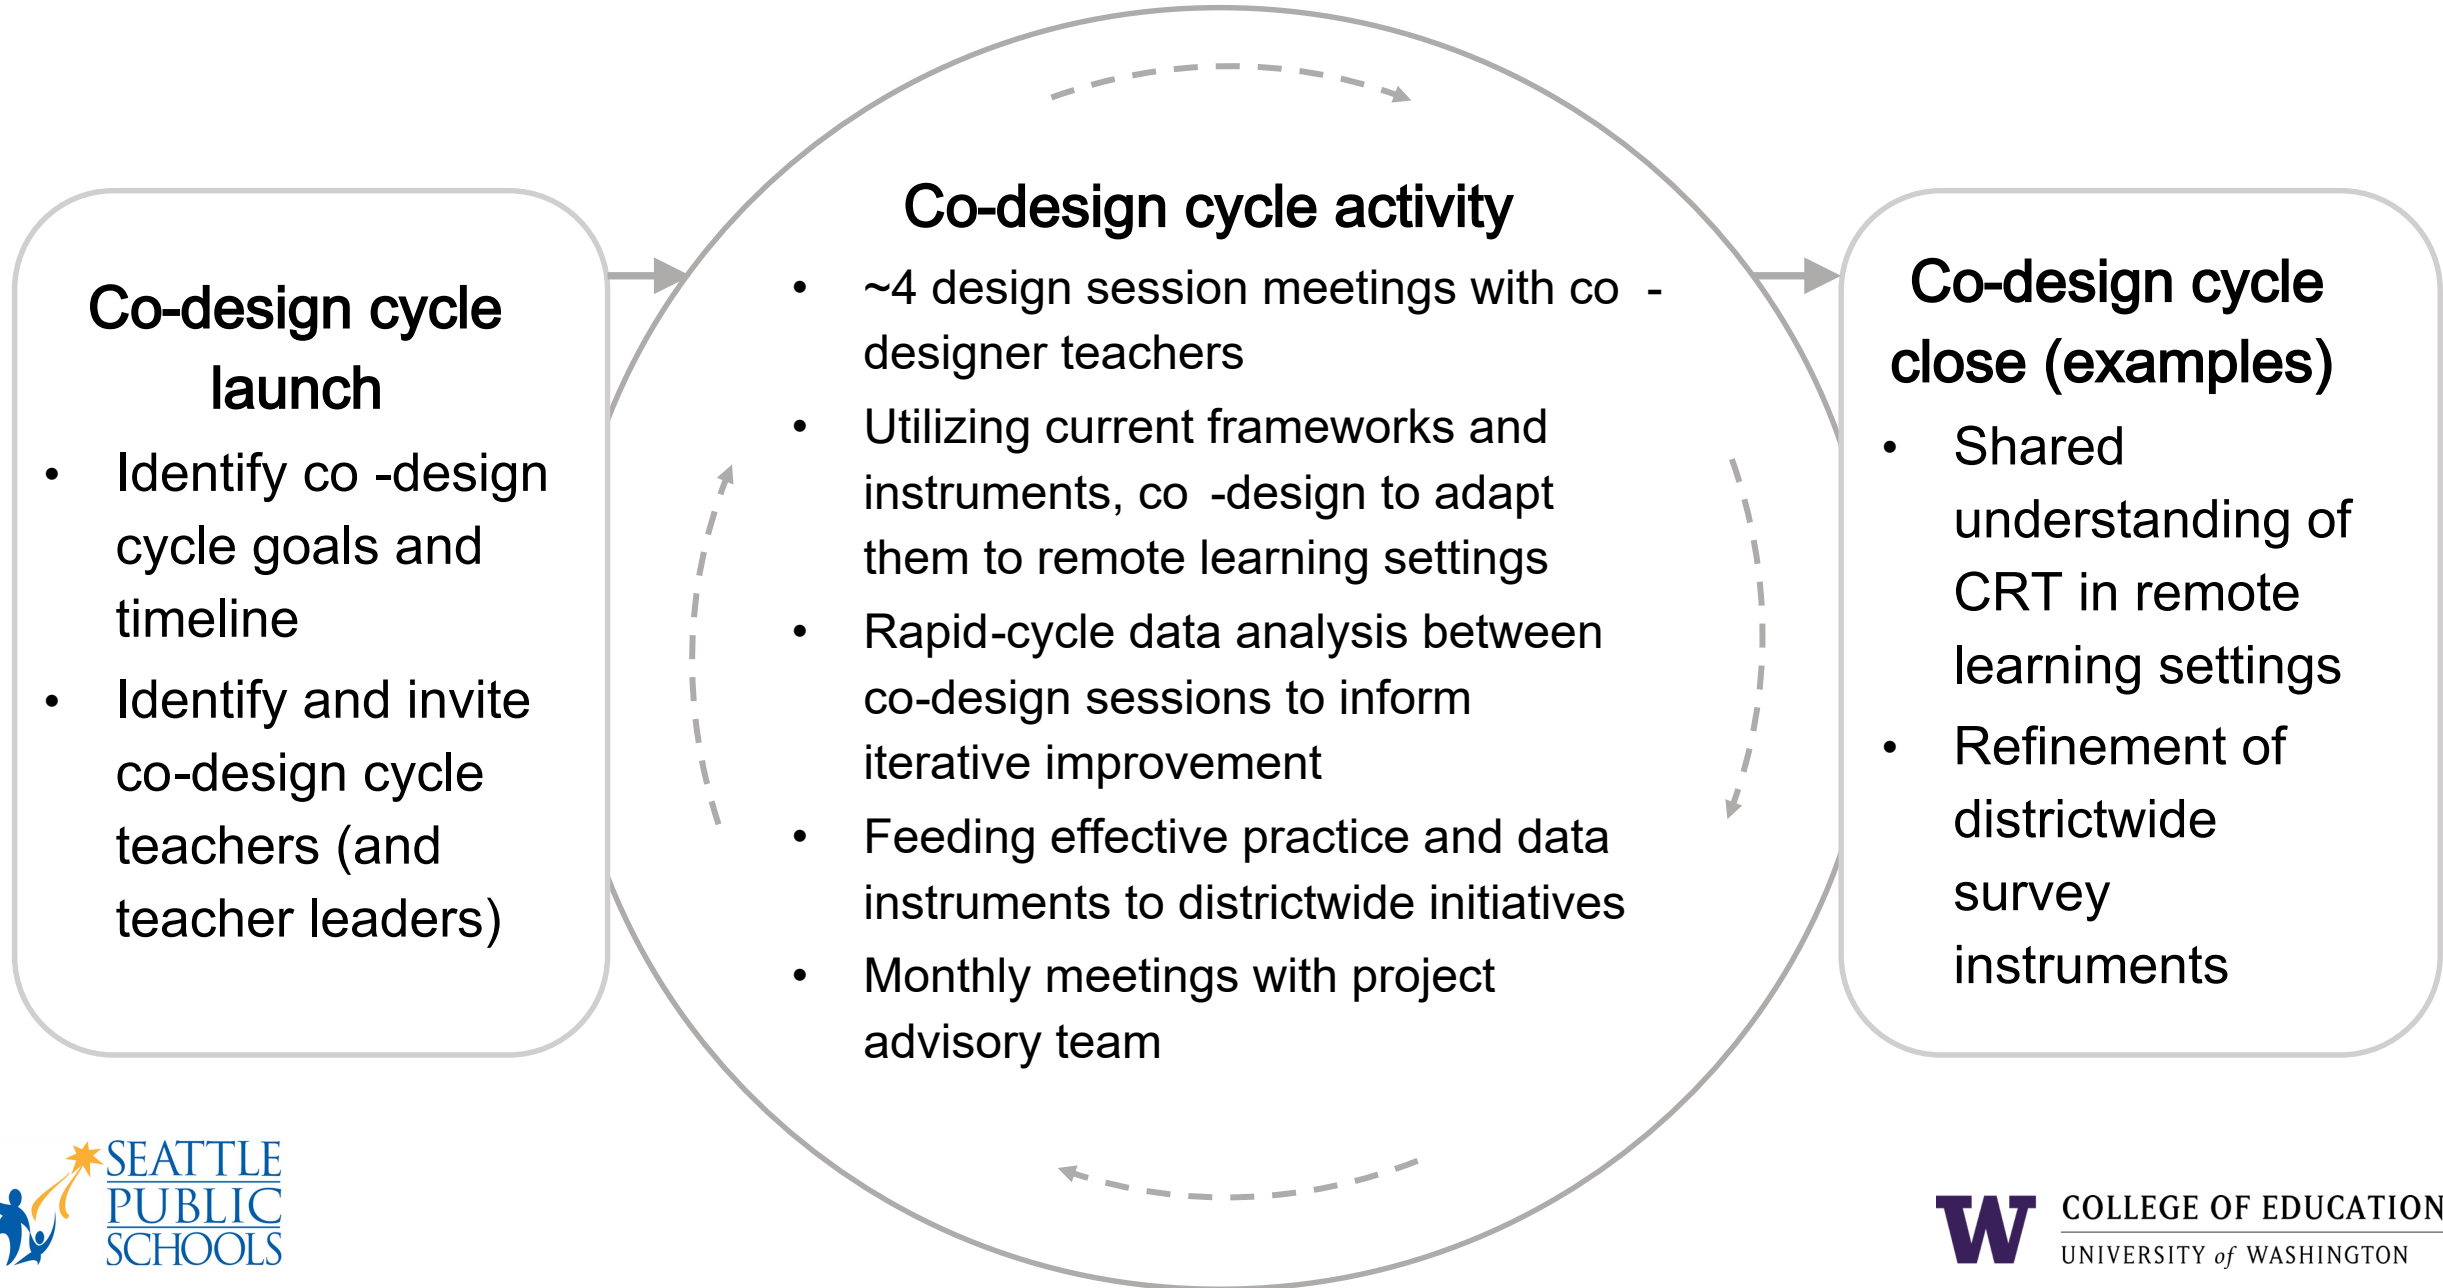 Co-design cycle
launch
• Identify co -design
cycle goals and
timeline
• Identify and invite
co-design cycle
teachers (and
teacher leaders)
Co-design cycle activity
• ~4 design session meetings with co -
designer teachers
• Utilizing current frameworks and
instruments, co -design to adapt
them to remote learning settings
• Rapid-cycle data analysis between
co-design sessions to inform
iterative improvement
• Feeding effective practice and data
instruments to districtwide initiatives
• Monthly meetings with project
advisory team
Co-design cycle
close (examples)
• Shared
understanding of
CRT in remote
learning settings
• Refinement of
districtwide
survey
instruments
SEATTLE
PUBLIC
SCHOOLS
W
COLLEGE OF EDUCATION
UNIVERSITY of WASHINGTON